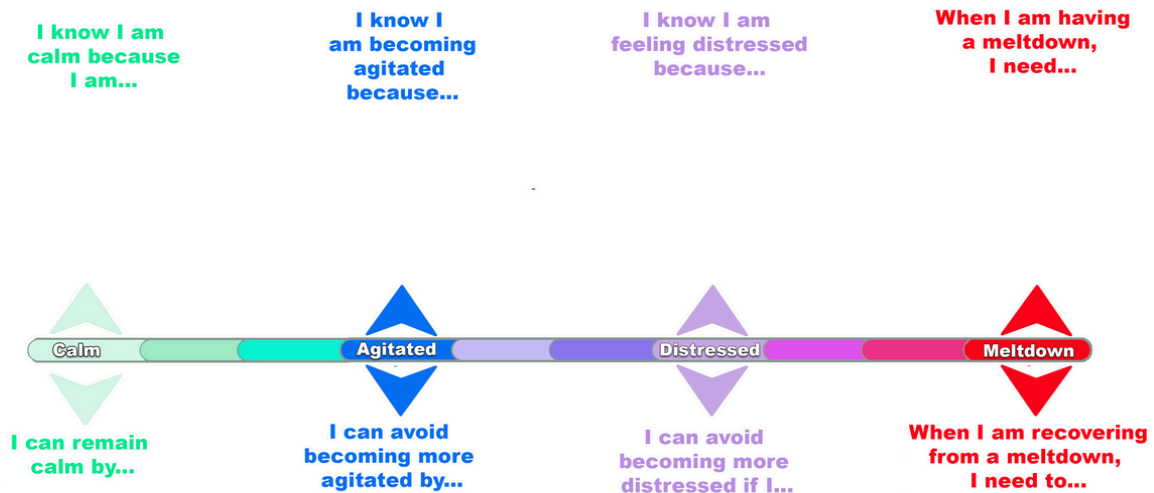 I know I am
calm because
I am...
I know I
am becoming
agitated
because...
I know I am
feeling distressed
because...
When I am having
a meltdown,
I need...
Calm
Agitated
Distressed
Meltdown
I can remain
calm by...
I can avoid
becoming more
agitated by...
I can avoid
becoming more
distressed if I...
When I am recovering
from a meltdown,
I need to...